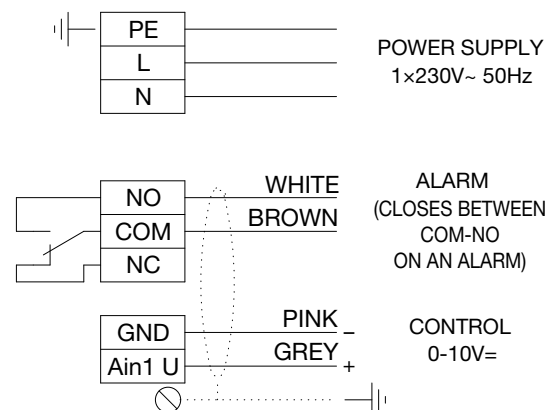 PE
L
N
POWER SUPPLY
1×230V~ 50Hz
NO
COM
NC
WHITE
BROWN
ALARM
(CLOSES BETWEEN
COM-NO
ON AN ALARM)
GND
Ain1 U
PINK –
GREY +
CONTROL
0-10V=